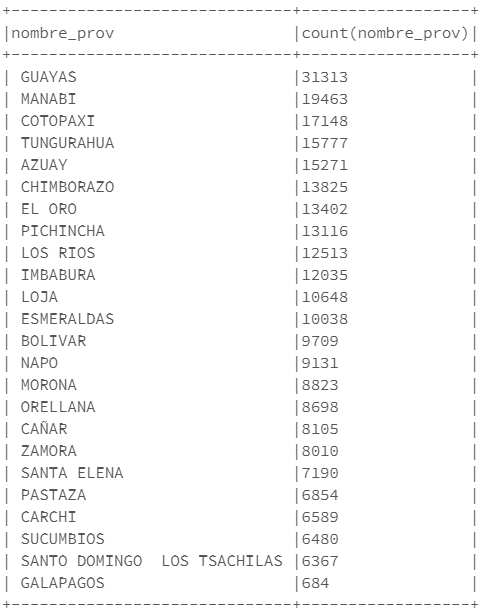 +------------------------------+------------------+
|nombre_prov                   |count(nombre_prov)|
+------------------------------+------------------+
| GUAYAS                       |31313             |
| MANABI                       |19463             |
| COTOPAXI                     |17148             |
| TUNGURAHUA                   |15777             |
| AZUAY                        |15271             |
| CHIMBORAZO                   |13825             |
| EL ORO                       |13402             |
| PICHINCHA                    |13116             |
| LOS RIOS                     |12513             |
| IMBABURA                     |12035             |
| LOJA                         |10648             |
| ESMERALDAS                   |10038             |
| BOLIVAR                      |9709              |
| NAPO                         |9131              |
| MORONA                       |8823              |
| ORELLANA                     |8698              |
| CAÑAR                        |8105              |
| ZAMORA                       |8010              |
| SANTA ELENA                  |7190              |
| PASTAZA                      |6854              |
| CARCHI                       |6589              |
| SUCUMBIOS                    |6480              |
| SANTO DOMINGO  LOS TSACHILAS |6367              |
| GALAPAGOS                    |684               |
+------------------------------+------------------+